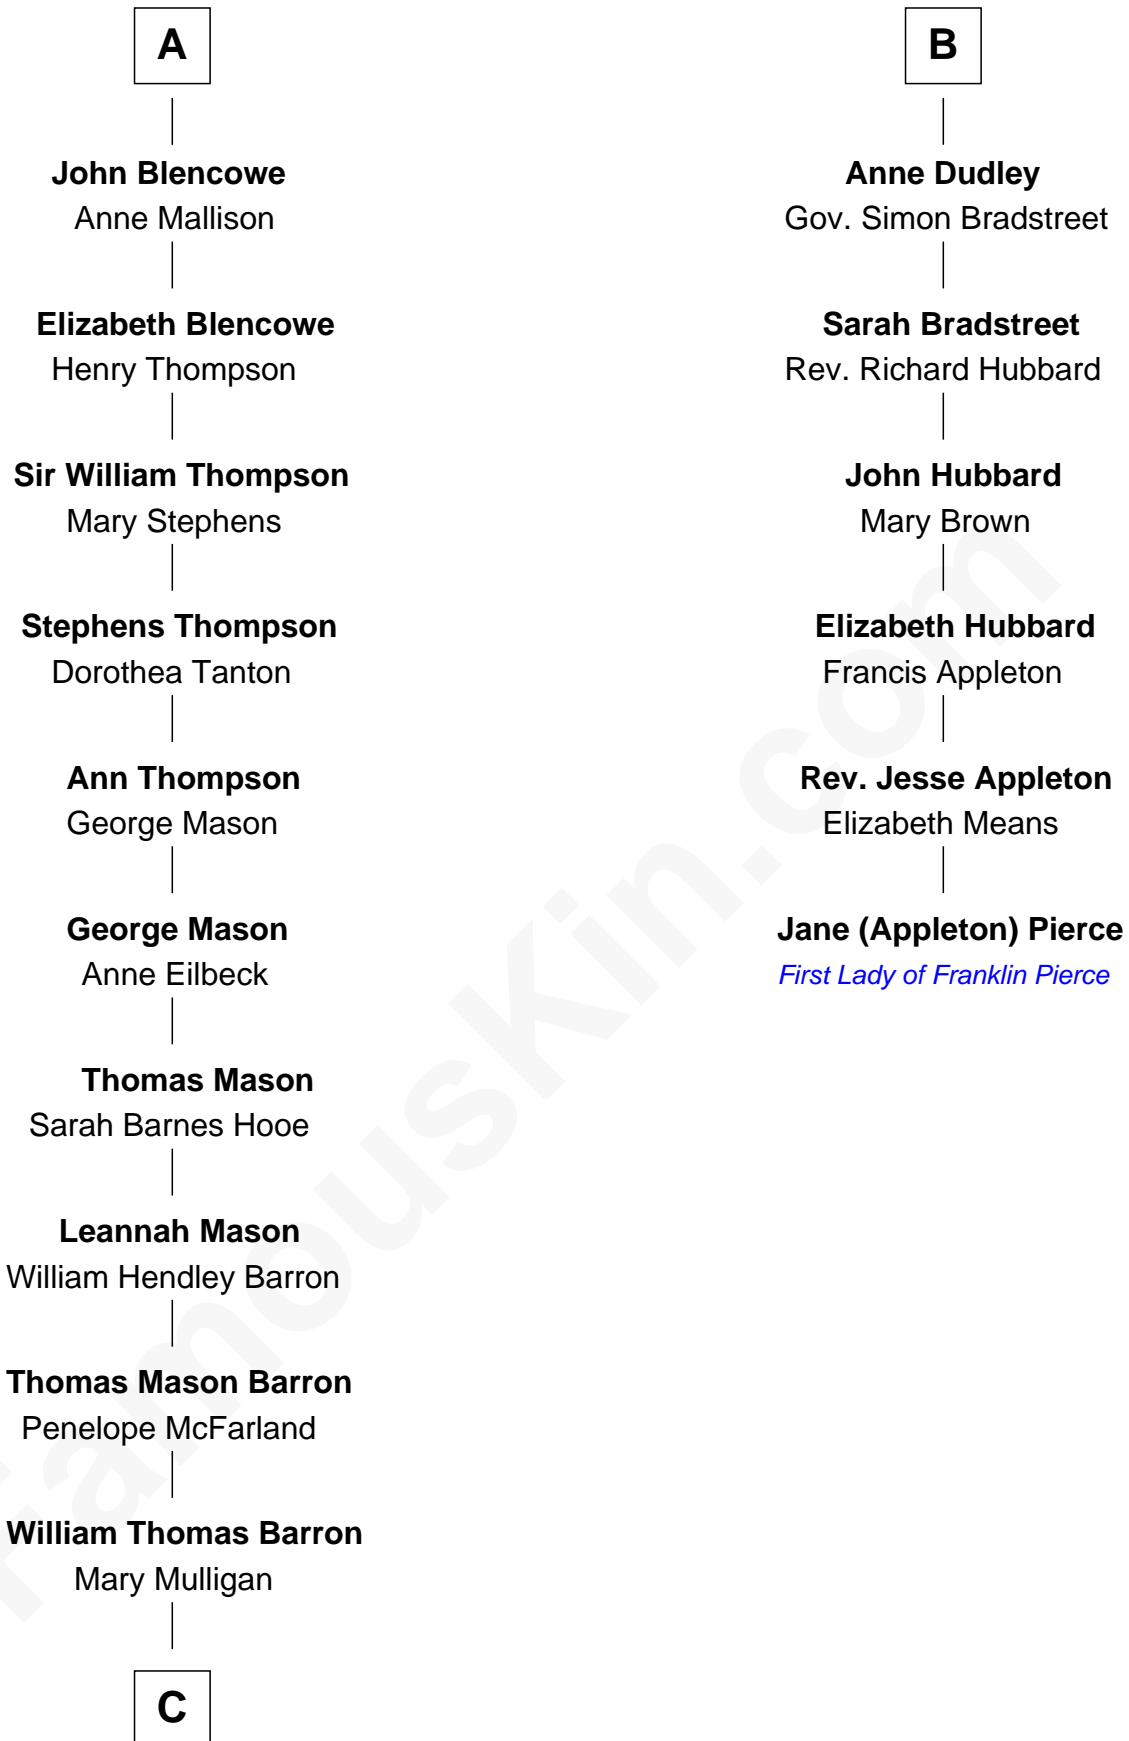 A
John Blencowe
Anne Mallison
Elizabeth Blencowe
Henry Thompson
Sir William Thompson
Mary Stephens
Stephens Thompson
Dorothea Tanton
Ann Thompson
George Mason
George Mason
Anne Eilbeck
Thomas Mason
Sarah Barnes Hooe
Leannah Mason
William Hendley Barron
Thomas Mason Barron
Penelope McFarland
William Thomas Barron
Mary Mulligan
C
B
Anne Dudley
Gov. Simon Bradstreet
Sarah Bradstreet
Rev. Richard Hubbard
John Hubbard
Mary Brown
Elizabeth Hubbard
Francis Appleton
Rev. Jesse Appleton
Elizabeth Means
Jane (Appleton) Pierce
First Lady of Franklin Pierce
FamousKin.com